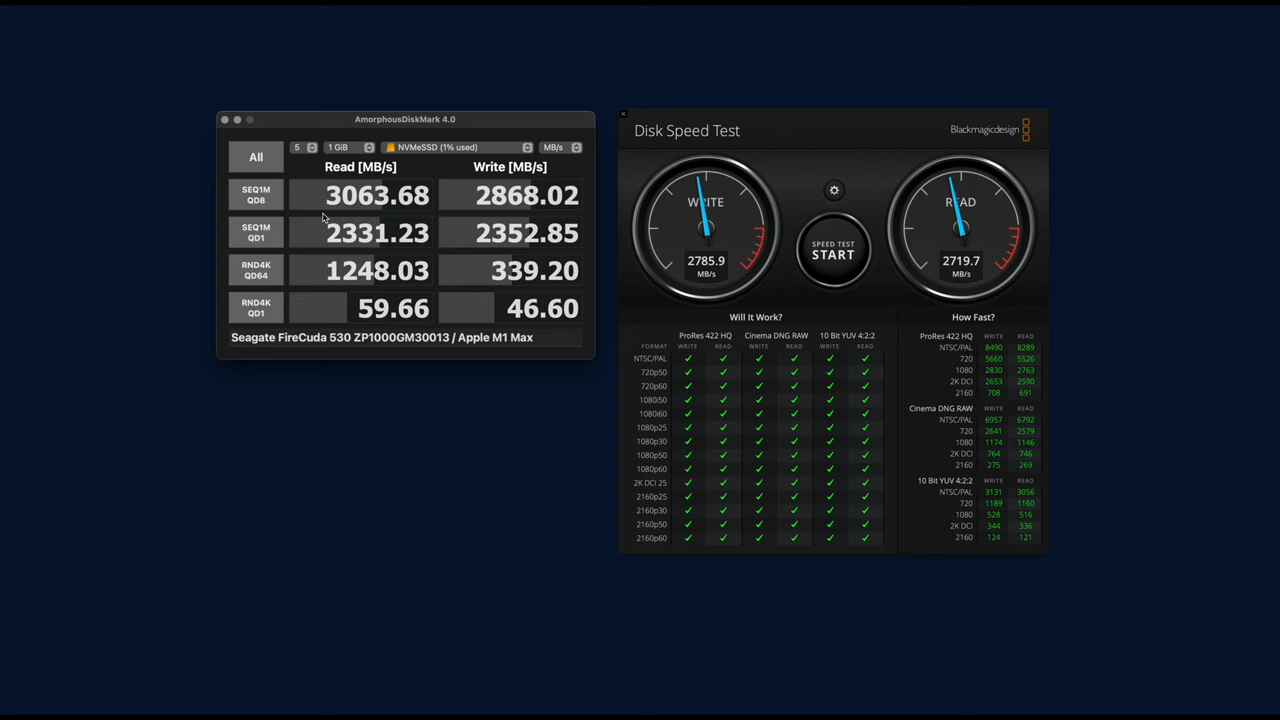 AmorphousDiskMark 4.0
All
5
1 GiB
NVMeSSD (1% used)
MB/s
Read [MB/s]
Write [MB/s]
SEQ1M
QD8
3063.68
2868.02
SEQ1M
QD1
2331.23
2352.85
RND4K
QD64
1248.03
339.20
RND4K
QD1
59.66
46.60
Seagate FireCuda 530 ZP1000GM30013 / Apple M1 Max
Disk Speed Test
Blackmagicdesign
WRITE
2785.9
MB/s
SPEED TEST
START
READ
2719.7
MB/s
Will It Work?
ProRes 422 HQ Cinema DNG RAW 10 Bit YUV 4:2:2
FORMAT WRITE READ WRITE READ WRITE READ
NTSC/PAL ✓ ✓ ✓ ✓ ✓ ✓
720p50 ✓ ✓ ✓ ✓ ✓ ✓
720p60 ✓ ✓ ✓ ✓ ✓ ✓
1080i50 ✓ ✓ ✓ ✓ ✓ ✓
1080i60 ✓ ✓ ✓ ✓ ✓ ✓
1080p25 ✓ ✓ ✓ ✓ ✓ ✓
1080p30 ✓ ✓ ✓ ✓ ✓ ✓
1080p50 ✓ ✓ ✓ ✓ ✓ ✓
1080p60 ✓ ✓ ✓ ✓ ✓ ✓
2K DCI 25 ✓ ✓ ✓ ✓ ✓ ✓
2160p25 ✓ ✓ ✓ ✓ ✓ ✓
2160p30 ✓ ✓ ✓ ✓ ✓ ✓
2160p50 ✓ ✓ ✓ ✓ ✓ ✓
2160p60 ✓ ✓ ✓ ✓ ✓ ✓
How Fast?
ProRes 422 HQ WRITE READ
NTSC/PAL 8490 8289
720 5660 5526
1080 2830 2763
2K DCI 2653 2590
2160 708 691
Cinema DNG RAW WRITE READ
NTSC/PAL 6957 6792
720 2641 2579
1080 1174 1146
2K DCI 764 746
2160 275 269
10 Bit YUV 4:2:2 WRITE READ
NTSC/PAL 3131 3056
720 1189 1160
1080 528 516
2K DCI 344 336
2160 124 121